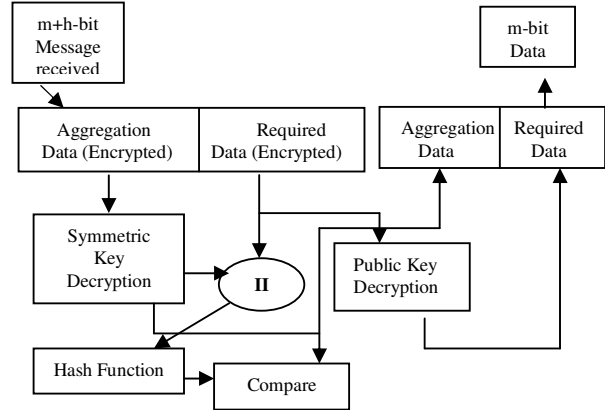 m+h-bit
Message
received
m-bit
Data
Aggregation
Data (Encrypted)
Required
Data (Encrypted)
Aggregation
Data
Required
Data
Symmetric
Key
Decryption
II
Public Key
Decryption
Hash Function
Compare